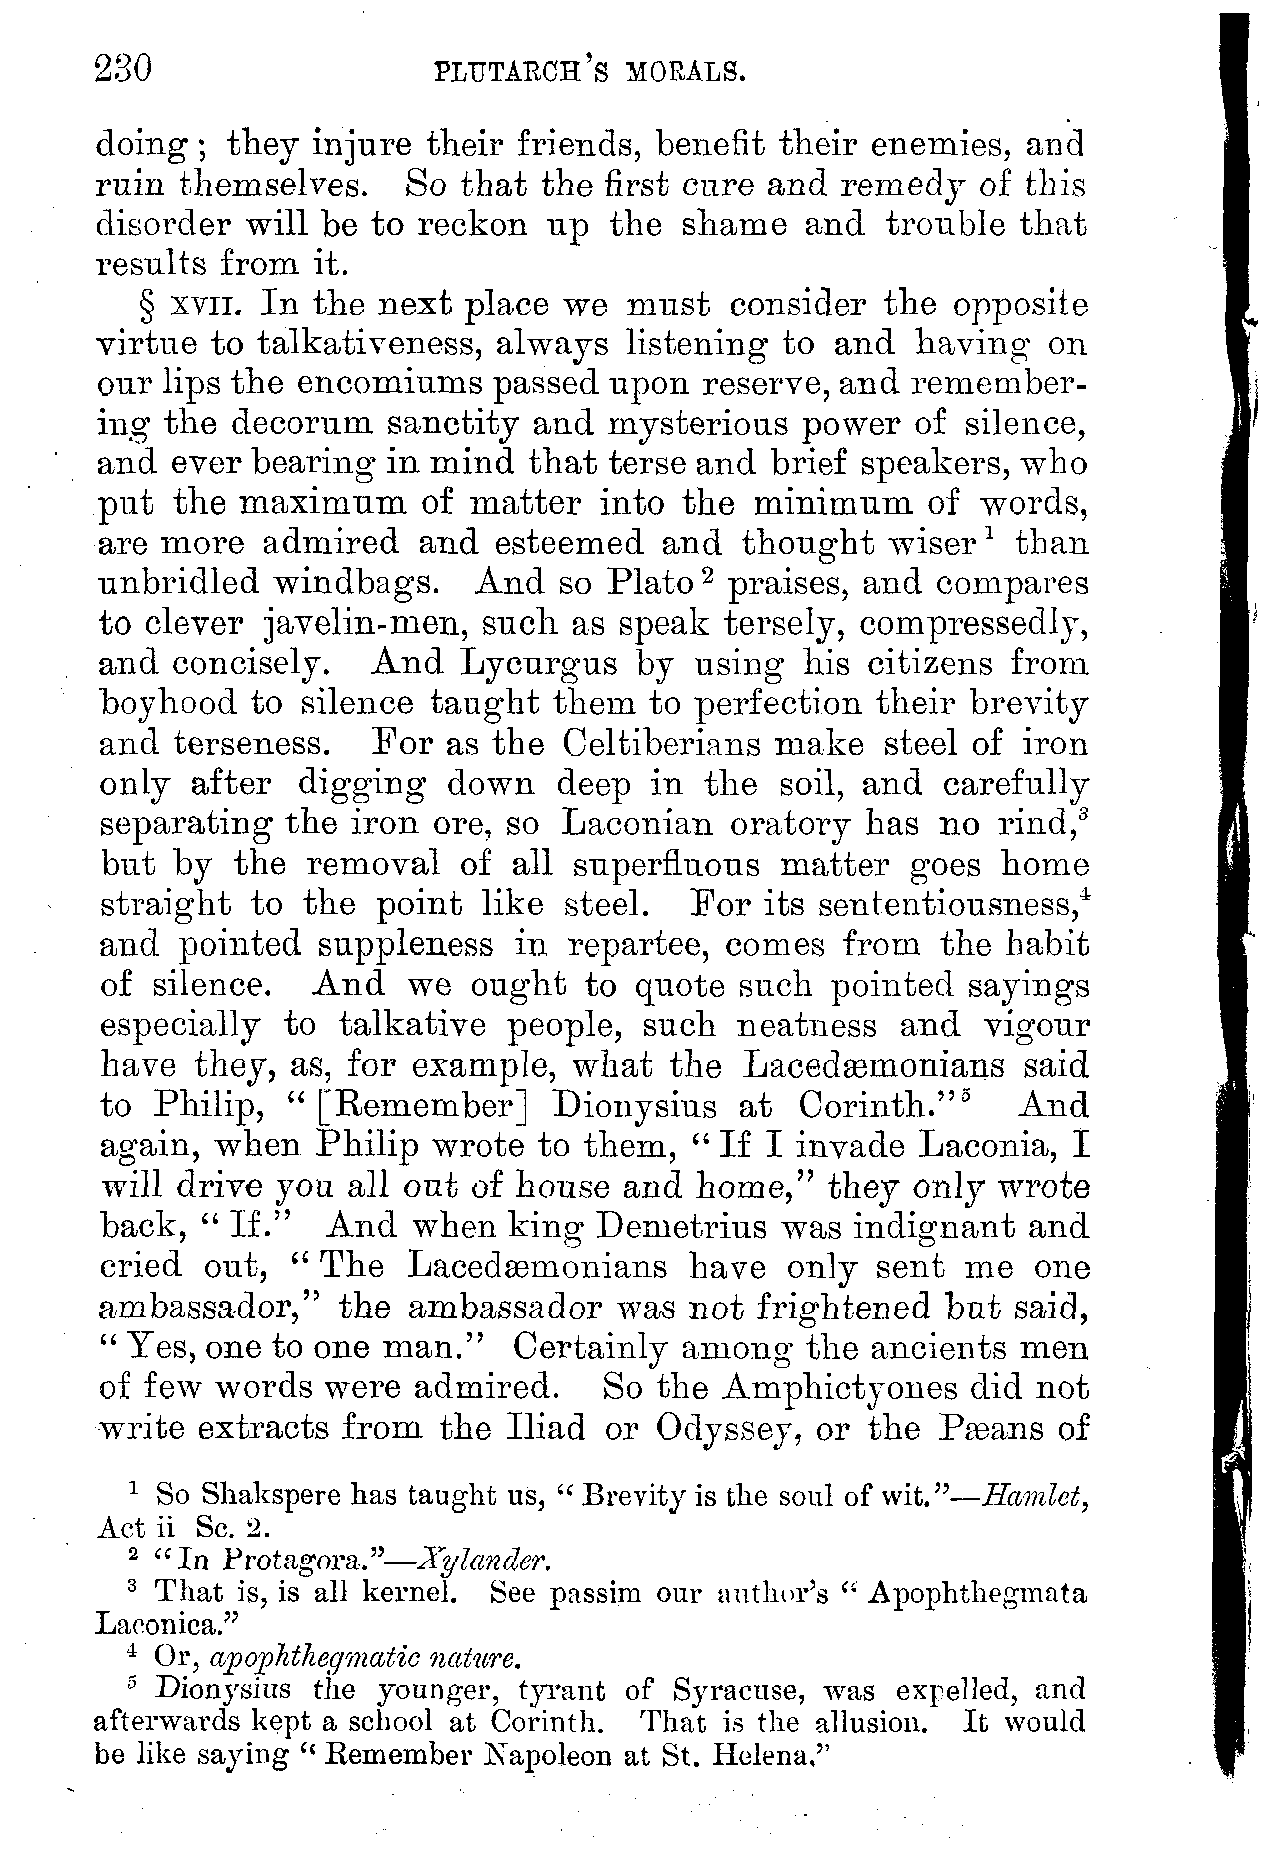 230 PLUTARCH'S MORALS.
doing ; they injure their friends, benefit their enemies, and
ruin themselves. So that the first cure and remedy of this
disorder will be to reckon up the shame and trouble that
results from it.
§ XVII. In the next place we must consider the opposite
virtue to talkativeness, always listening to and having on
our lips the encomiums passed upon reserve, and remember-
ing the decorum sanctity and mysterious power of silence,
and ever bearing in mind that terse and brief speakers, who
put the maximum of matter into the minimum of words,
are more admired and esteemed and thought wiser ¹ than
unbridled windbags. And so Plato ² praises, and compares
to clever javelin-men, such as speak tersely, compressedly,
and concisely. And Lycurgus by using his citizens from
boyhood to silence taught them to perfection their brevity
and terseness. For as the Celtiberians make steel of iron
only after digging down deep in the soil, and carefully
separating the iron ore, so Laconian oratory has no rind,³
but by the removal of all superfluous matter goes home
straight to the point like steel. For its sententiousness,⁴
and pointed suppleness in repartee, comes from the habit
of silence. And we ought to quote such pointed sayings
especially to talkative people, such neatness and vigour
have they, as, for example, what the Lacedæmonians said
to Philip, “ [Remember] Dionysius at Corinth.” ⁵ And
again, when Philip wrote to them, “ If I invade Laconia, I
will drive you all out of house and home,” they only wrote
back, “ If.” And when king Demetrius was indignant and
cried out, “ The Lacedæmonians have only sent me one
ambassador,” the ambassador was not frightened but said,
“ Yes, one to one man.” Certainly among the ancients men
of few words were admired. So the Amphictyones did not
write extracts from the Iliad or Odyssey, or the Pæans of
¹ So Shakspere has taught us, “ Brevity is the soul of wit.”—Hamlet,
Act ii Sc. 2.
² “ In Protagora.”—Xylander.
³ That is, is all kernel. See passim our author's “ Apophthegmata
Laconica.”
⁴ Or, apophthegmatic nature.
⁵ Dionysius the younger, tyrant of Syracuse, was expelled, and
afterwards kept a school at Corinth. That is the allusion. It would
be like saying “ Remember Napoleon at St. Helena.”